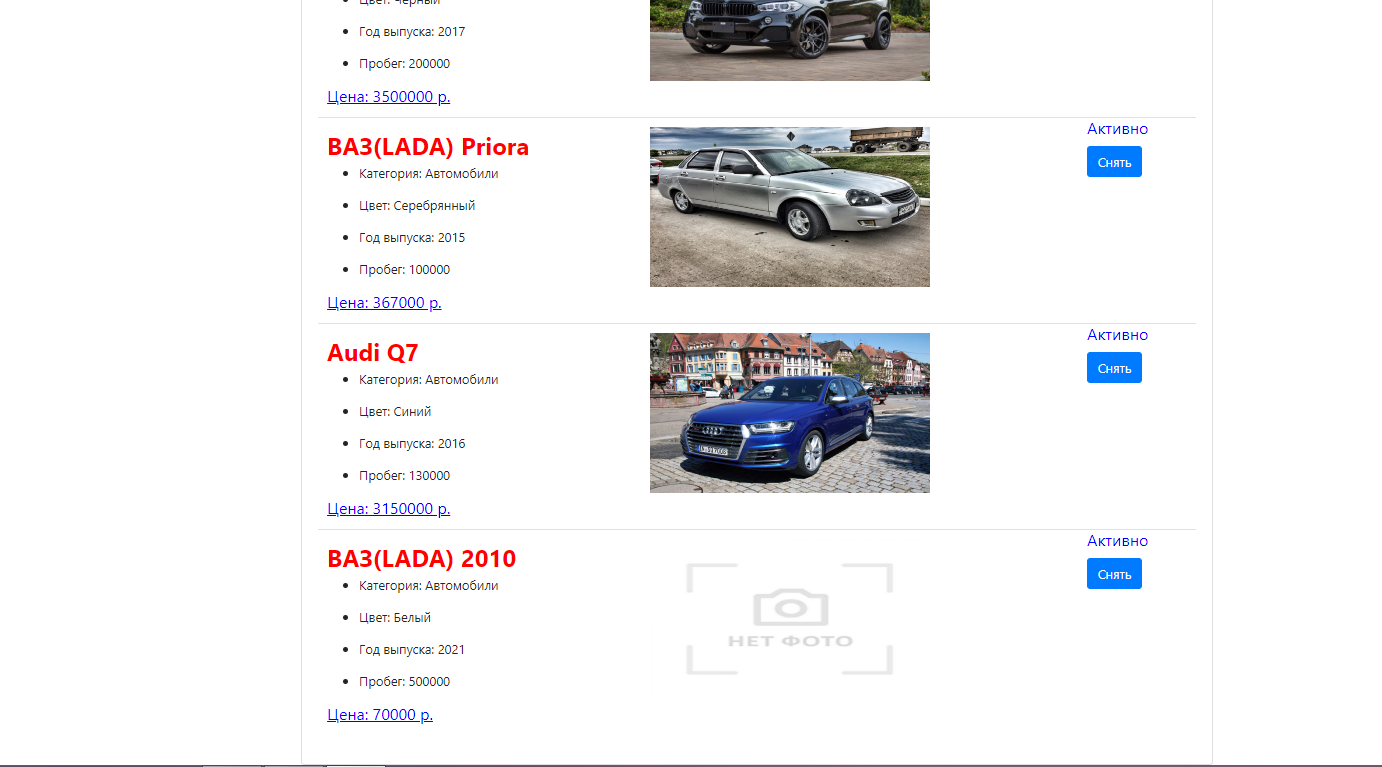 Цвет: Черный
Год выпуска: 2017
Пробег: 200000
Цена: 3500000 р.
ВАЗ(LADA) Priora
Категория: Автомобили
Цвет: Серебрянный
Год выпуска: 2015
Пробег: 100000
Цена: 367000 р.
Активно
Снять
Audi Q7
Категория: Автомобили
Цвет: Синий
Год выпуска: 2016
Пробег: 130000
Цена: 3150000 р.
Активно
Снять
ВАЗ(LADA) 2010
Категория: Автомобили
Цвет: Белый
Год выпуска: 2021
Пробег: 500000
Цена: 70000 р.
НЕТ ФОТО
Активно
Снять